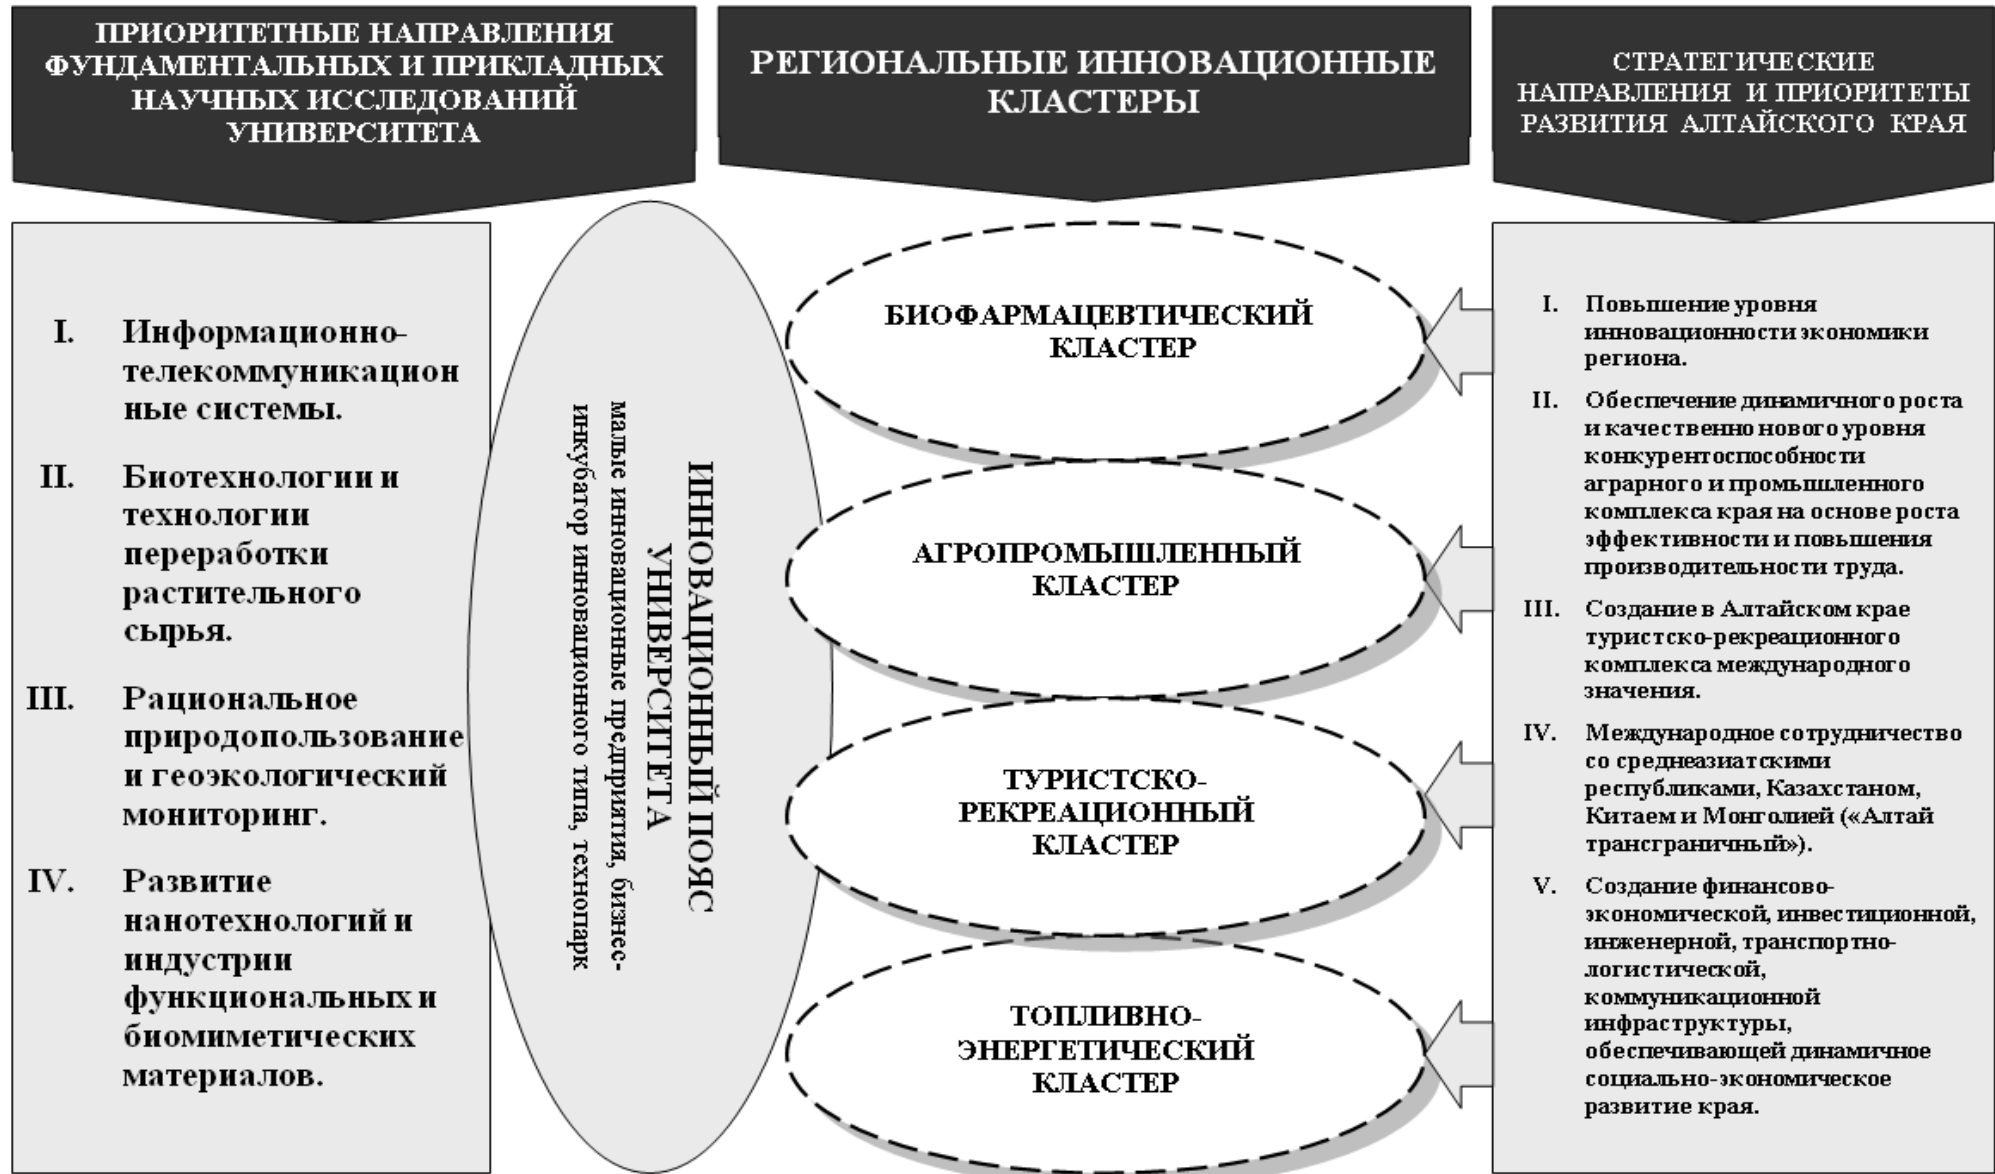 ПРИОРИТЕТНЫЕ НАПРАВЛЕНИЯ
ФУНДАМЕНТАЛЬНЫХ И ПРИКЛАДНЫХ
НАУЧНЫХ ИССЛЕДОВАНИЙ
УНИВЕРСИТЕТА
I. Информационно-
телекоммуникацион
ные системы.
II. Биотехнологии и
технологии
переработки
растительного
сырья.
III. Рациональное
природопользование
и геоэкологический
мониторинг.
IV. Развитие
нанотехнологий и
индустрии
функциональных и
биомиметических
материалов.
ИННОВАЦИОННЫЙ ПОЯС
УНИВЕРСИТЕТА
малые инновационные предприятия, бизнес-
инкубатор инновационного типа, технопарк
РЕГИОНАЛЬНЫЕ ИННОВАЦИОННЫЕ
КЛАСТЕРЫ
БИОФАРМАЦЕВТИЧЕСКИЙ
КЛАСТЕР
АГРОПРОМЫШЛЕННЫЙ
КЛАСТЕР
ТУРИСТСКО-
РЕКРЕАЦИОННЫЙ
КЛАСТЕР
ТОПЛИВНО-
ЭНЕРГЕТИЧЕСКИЙ
КЛАСТЕР
СТРАТЕГИЧЕСКИЕ
НАПРАВЛЕНИЯ И ПРИОРИТЕТЫ
РАЗВИТИЯ АЛТАЙСКОГО КРАЯ
I. Повышение уровня
инновационности экономики
региона.
II. Обеспечение динамичного роста
и качественно нового уровня
конкурентоспособности
аграрного и промышленного
комплекса края на основе роста
эффективности и повышения
производительности труда.
III. Создание в Алтайском крае
туристско-рекреационного
комплекса международного
значения.
IV. Международное сотрудничество
со среднеазиатскими
республиками, Казахстаном,
Китаем и Монголией («Алтай
трансграничный»).
V. Создание финансово-
экономической, инвестиционной,
инженерной, транспортно-
логистической,
коммуникационной
инфраструктуры,
обеспечивающей динамичное
социально-экономическое
развитие края.